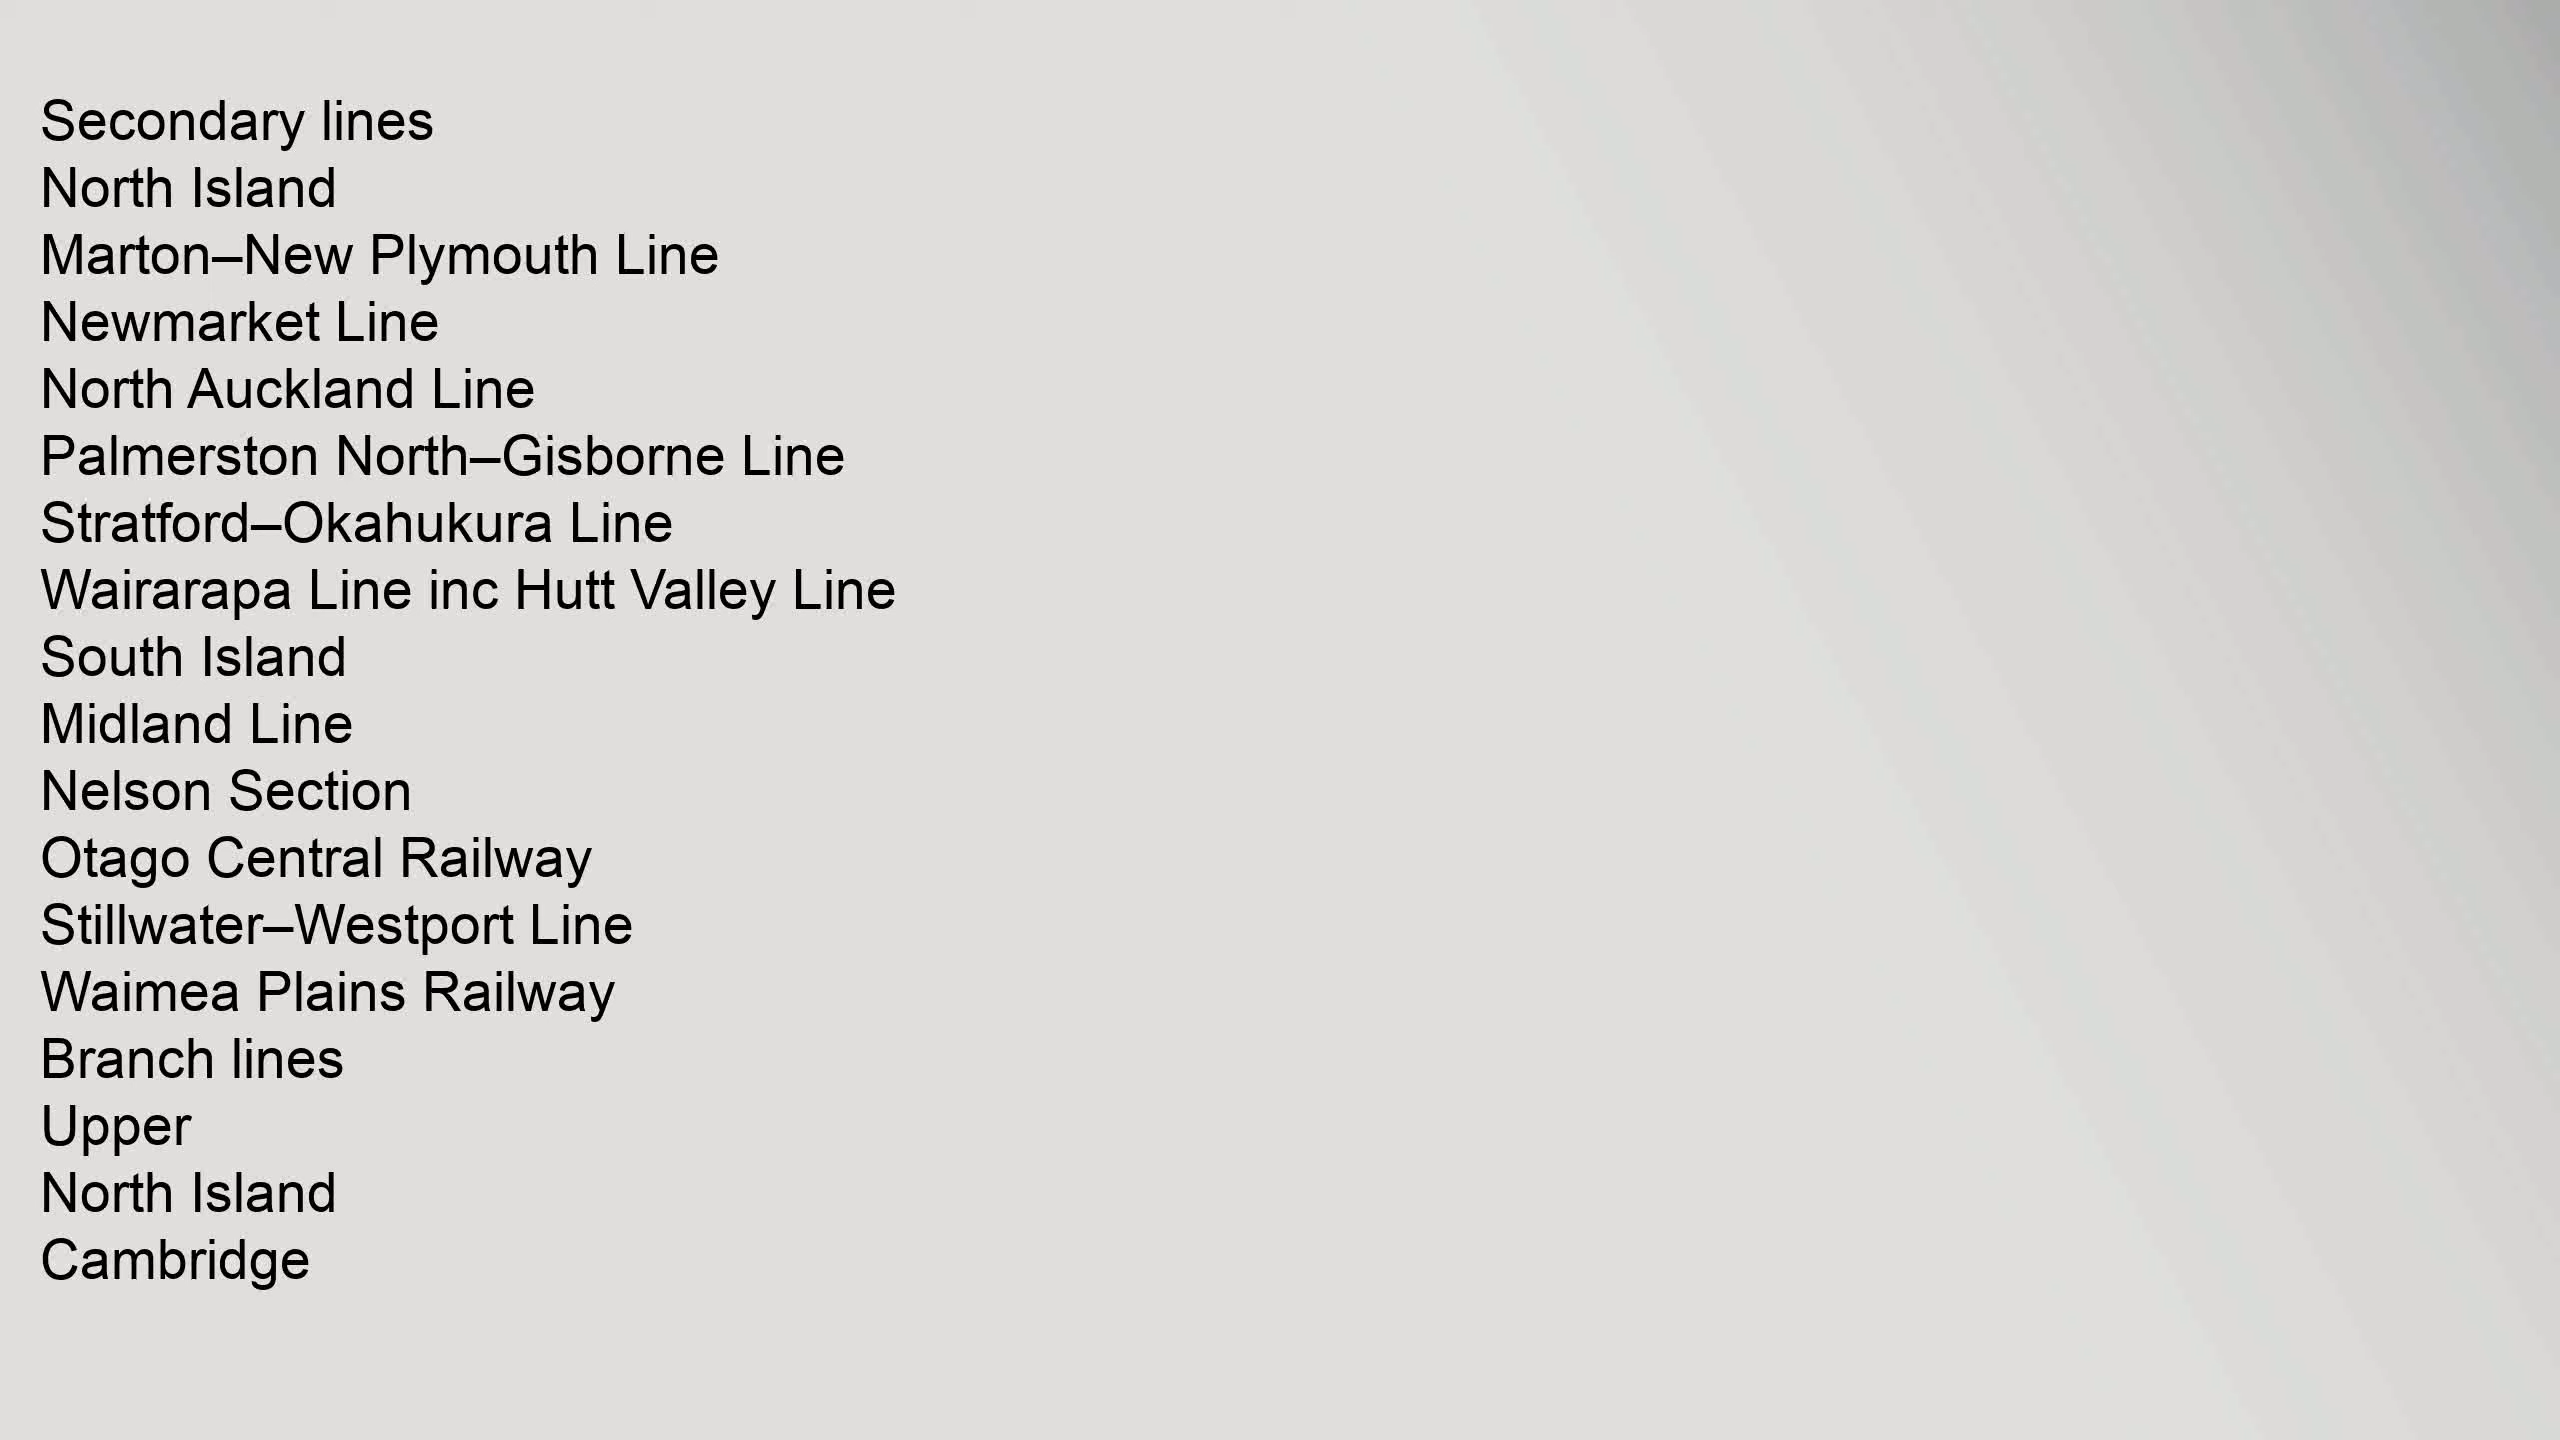 Secondary lines
North Island
Marton–New Plymouth Line
Newmarket Line
North Auckland Line
Palmerston North–Gisborne Line
Stratford–Okahukura Line
Wairarapa Line inc Hutt Valley Line
South Island
Midland Line
Nelson Section
Otago Central Railway
Stillwater–Westport Line
Waimea Plains Railway
Branch lines
Upper
North Island
Cambridge